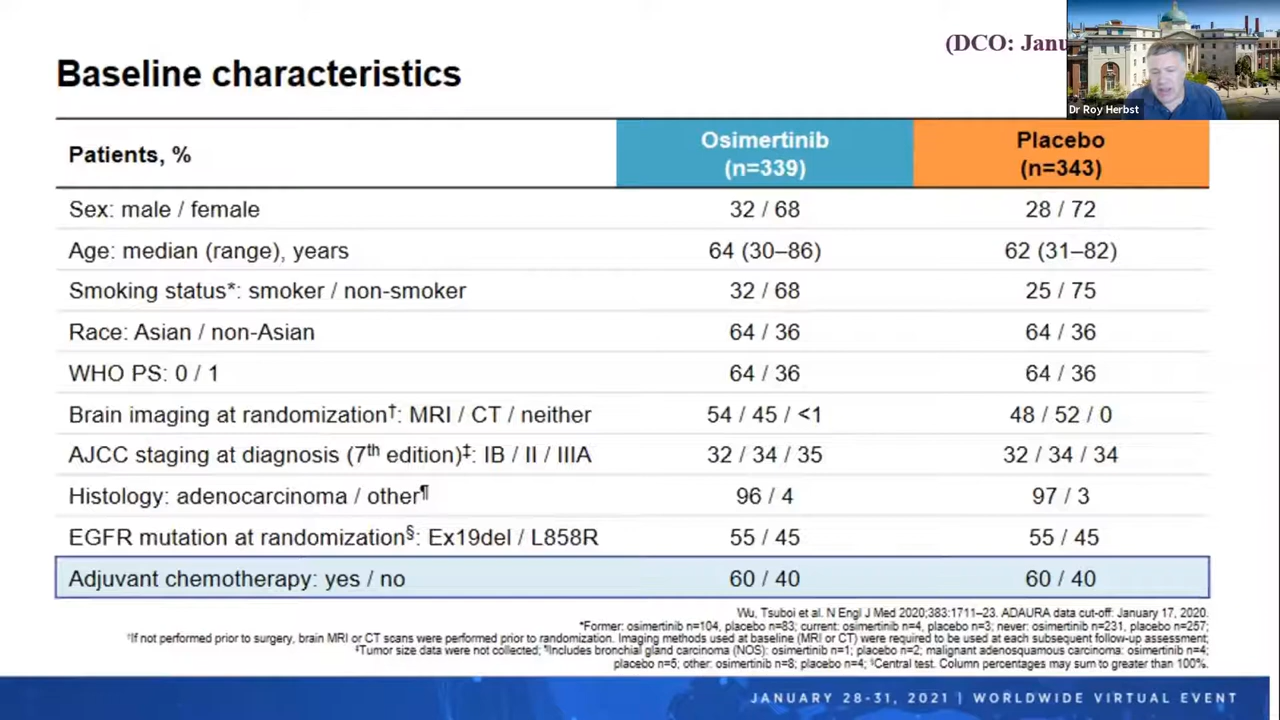 (DCO: Janu
Dr Roy Herbst
Baseline characteristics
Patients, % Osimertinib (n=339) Placebo (n=343)
Sex: male / female 32 / 68 28 / 72
Age: median (range), years 64 (30–86) 62 (31–82)
Smoking status*: smoker / non-smoker 32 / 68 25 / 75
Race: Asian / non-Asian 64 / 36 64 / 36
WHO PS: 0 / 1 64 / 36 64 / 36
Brain imaging at randomization†: MRI / CT / neither 54 / 45 / <1 48 / 52 / 0
AJCC staging at diagnosis (7th edition)‡: IB / II / IIIA 32 / 34 / 35 32 / 34 / 34
Histology: adenocarcinoma / other¶ 96 / 4 97 / 3
EGFR mutation at randomization§: Ex19del / L858R 55 / 45 55 / 45
Adjuvant chemotherapy: yes / no 60 / 40 60 / 40
Wu, Tsuboi et al. N Engl J Med 2020;383:1711–23. ADAURA data cut-off: January 17, 2020.
*Former: osimertinib n=104, placebo n=83; current: osimertinib n=4, placebo n=3; never: osimertinib n=231, placebo n=257;
†If not performed prior to surgery, brain MRI or CT scans were performed prior to randomization. Imaging methods used at baseline (MRI or CT) were required to be used at each subsequent follow-up assessment;
‡Tumor size data were not collected; ¶Includes bronchial gland carcinoma (NOS): osimertinib n=1; placebo n=2; malignant adenosquamous carcinoma: osimertinib n=4;
placebo n=5; other: osimertinib n=8; placebo n=4; §Central test. Column percentages may sum to greater than 100%.
JANUARY 28-31, 2021 | WORLDWIDE VIRTUAL EVENT